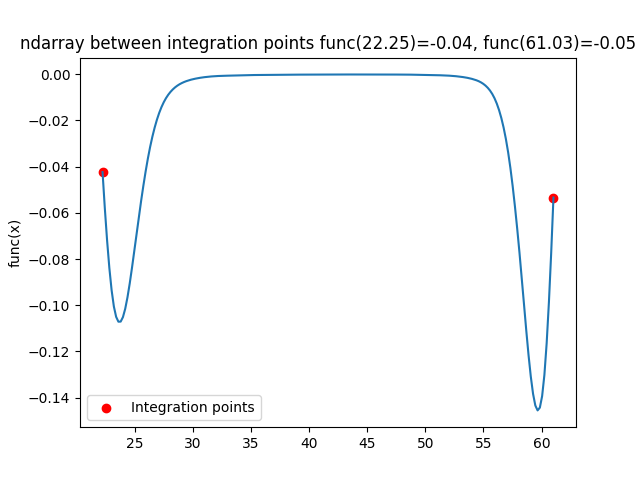 ndarray between integration points func(22.25)=-0.04, func(61.03)=-0.05
0.00
−0.02
−0.04
−0.06
−0.08
−0.10
−0.12
−0.14
func(x)
Integration points
25 30 35 40 45 50 55 60